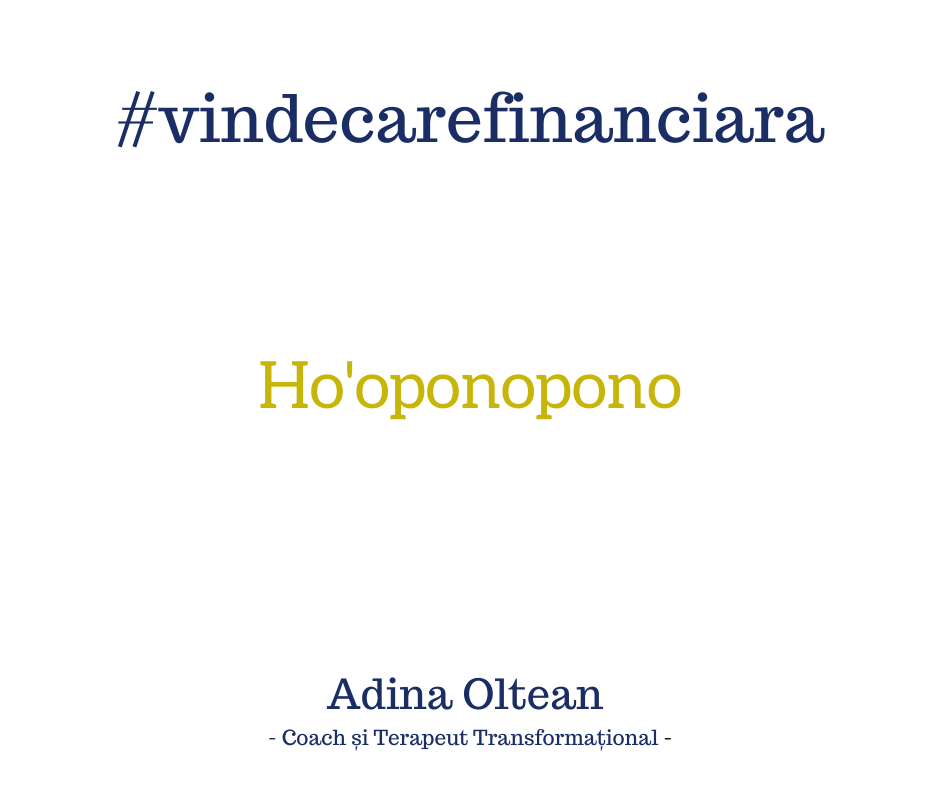 #vindecarefinanciara
Ho'oponopono
Adina Oltean
- Coach și Terapeut Transformațional -